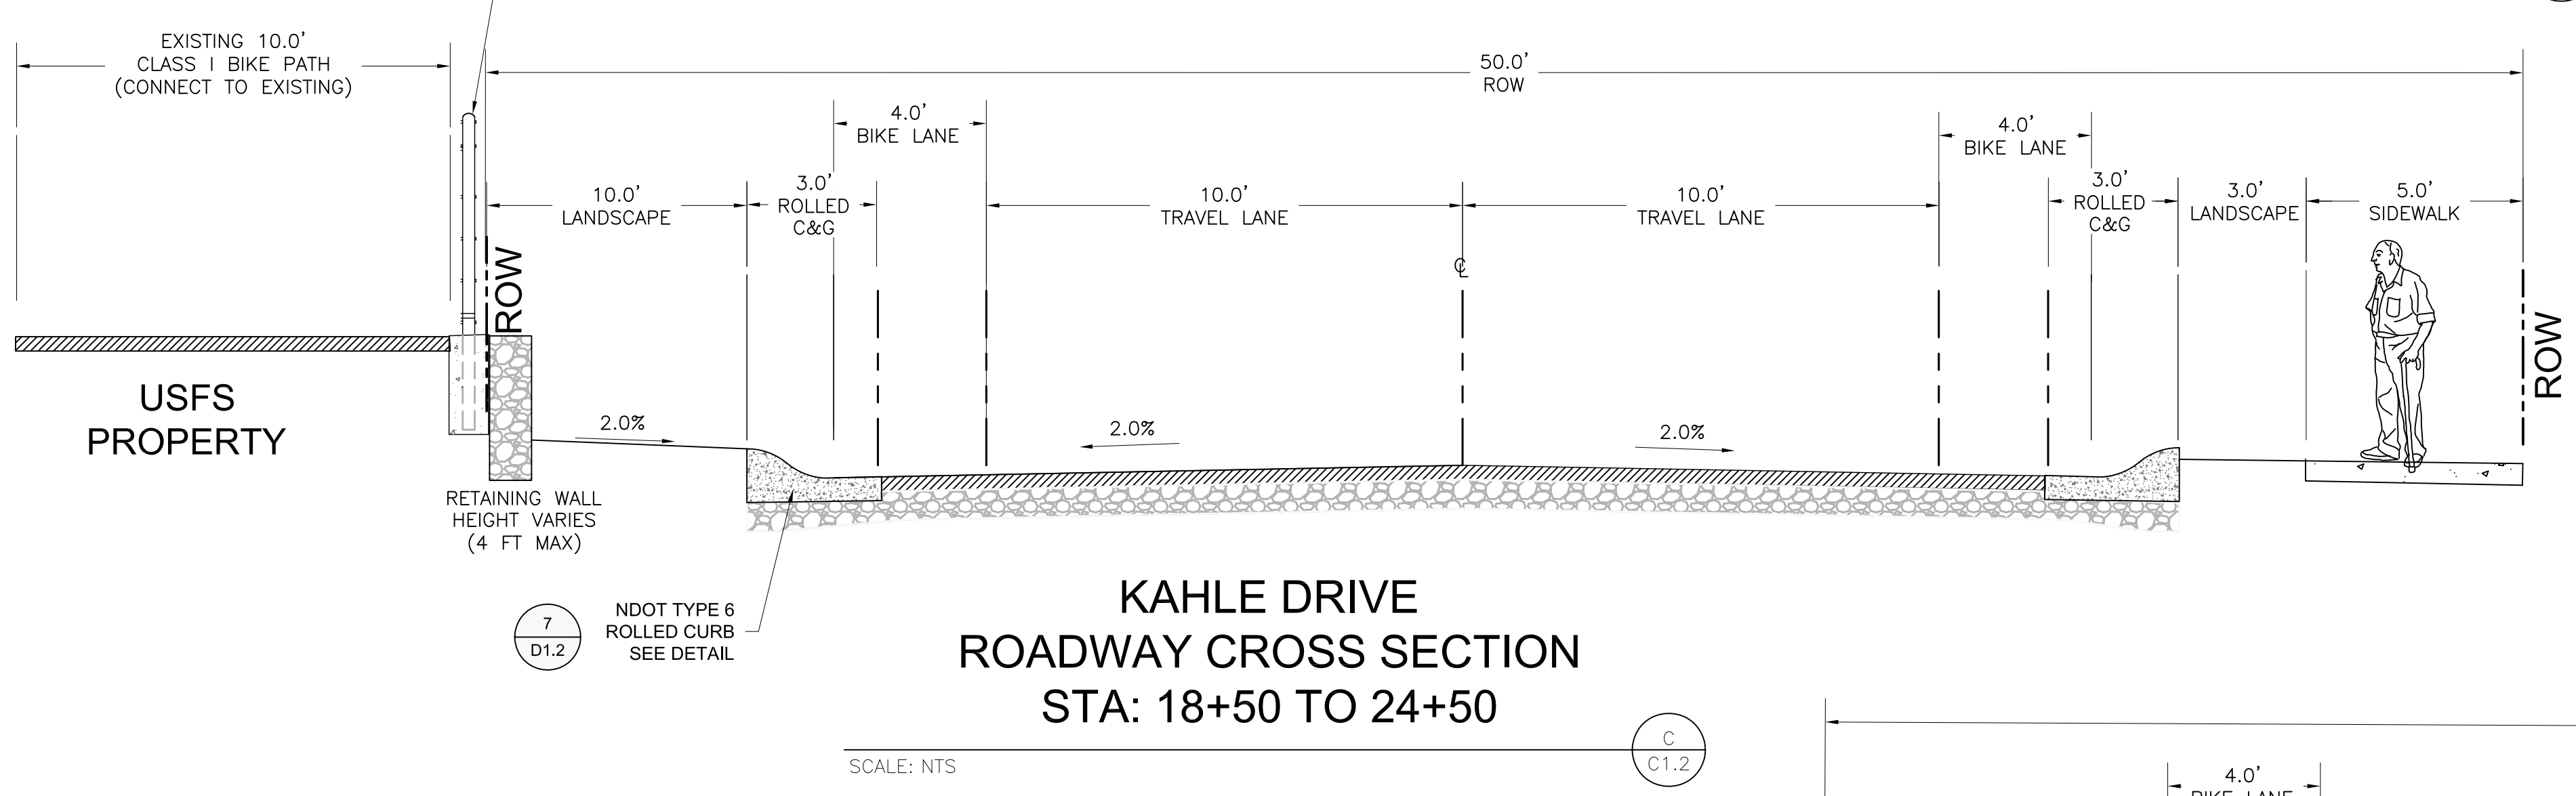 EXISTING 10.0'
CLASS I BIKE PATH
(CONNECT TO EXISTING)
50.0'
ROW
4.0'
BIKE LANE
4.0'
BIKE LANE
10.0'
LANDSCAPE
3.0'
ROLLED
C&G
10.0'
TRAVEL LANE
10.0'
TRAVEL LANE
3.0'
ROLLED
C&G
3.0'
LANDSCAPE
5.0'
SIDEWALK
ROW
ROW
USFS
PROPERTY
2.0%
2.0%
2.0%
RETAINING WALL
HEIGHT VARIES
(4 FT MAX)
7
D1.2
NDOT TYPE 6
ROLLED CURB
SEE DETAIL
KAHLE DRIVE
ROADWAY CROSS SECTION
STA: 18+50 TO 24+50
SCALE: NTS
C
C1.2
4.0'
BIKE LANE